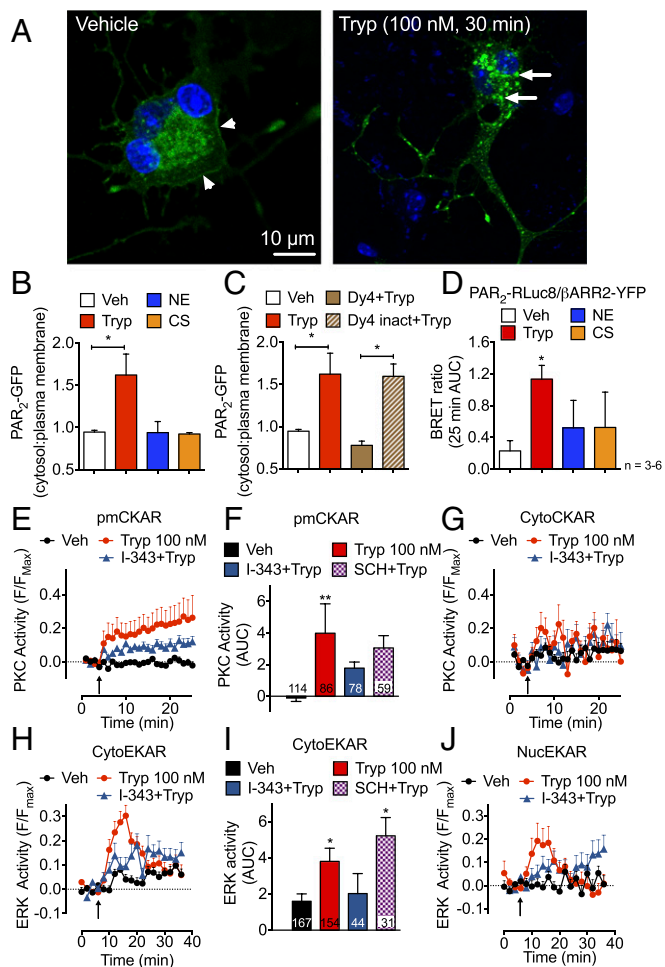 A
Vehicle
Tryp (100 nM, 30 min)
10 µm
B
Veh
NE
Tryp
CS
*
2.0
1.5
1.0
0.5
PAR2-GFP
(cytosol:plasma membrane)
C
Veh
Dy4+Tryp
Tryp
Dy4 inact+Tryp
*
*
2.0
1.5
1.0
0.5
PAR2-GFP
(cytosol:plasma membrane)
D
PAR2-RLuc8/βARR2-YFP
Veh
NE
Tryp
CS
*
1.8
1.2
0.6
0.0
BRET ratio
(25 min AUC)
n = 3-6
E
pmCKAR
Veh
Tryp 100 nM
I-343+Tryp
0.4
0.2
0.0
PKC Activity (F/FMax)
0
10
20
Time (min)
F
pmCKAR
Veh
Tryp 100 nM
I-343+Tryp
SCH+Tryp
**
6
4
2
0
PKC Activity
(AUC)
114
86
78
59
G
CytoCKAR
Veh
Tryp 100 nM
I-343+Tryp
0.4
0.2
0.0
PKC Activity (F/FMax)
0
10
20
Time (min)
H
CytoEKAR
Veh
Tryp 100 nM
I-343+Tryp
0.3
0.2
0.1
0.0
-0.1
ERK Activity (F/Fmax)
0
10
20
30
40
Time (min)
I
CytoEKAR
Veh
Tryp 100 nM
I-343+Tryp
SCH+Tryp
*
*
6
4
2
0
ERK activity
(AUC)
167
154
44
131
J
NucEKAR
Veh
Tryp 100 nM
I-343+Tryp
0.3
0.2
0.1
0.0
-0.1
ERK Activity (F/Fmax)
0
10
20
30
40
Time (min)